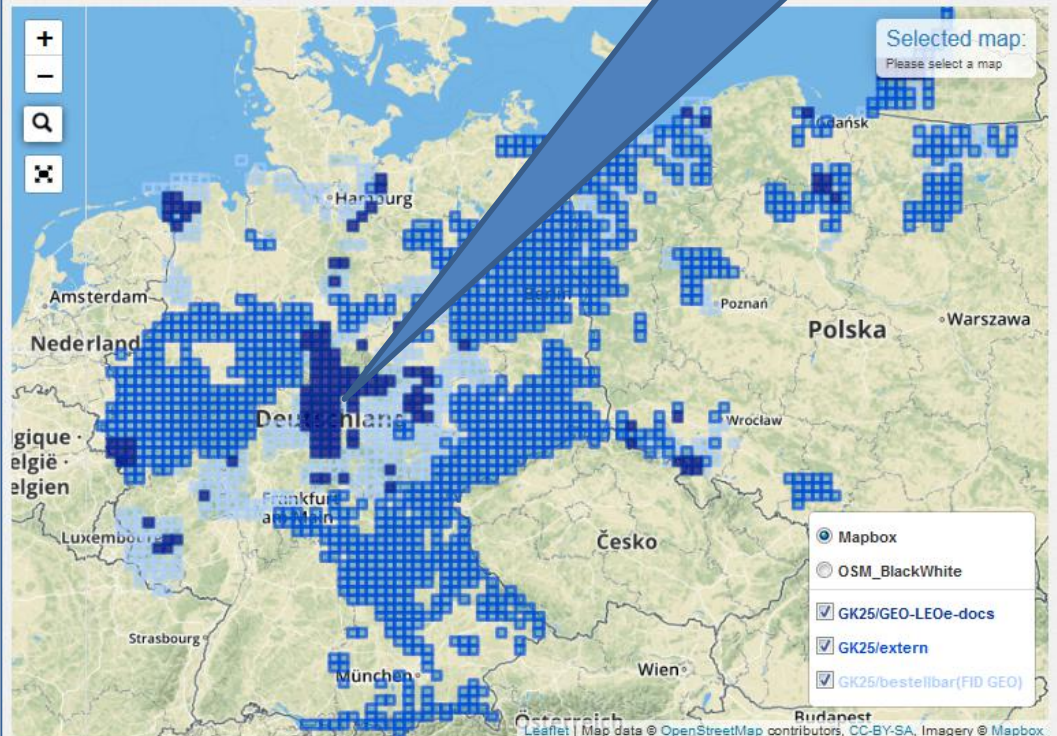 +
−
Selected map:
Please select a map
Gdańsk
Hamburg
Amsterdam
Poznań
Warszawa
Nederland
Polska
Deutschland
Wrocław
gique ·
elgië ·
elgien
Frankfurt
am Main
Luxembourg
Česko
Mapbox
OSM_BlackWhite
GK25/GEO-LEOe-docs
GK25/extern
GK25/bestellbar(FID GEO)
Strasbourg
München
Wien
Österreich
Budapest
Leaflet | Map data © OpenStreetMap contributors, CC-BY-SA, Imagery © Mapbox